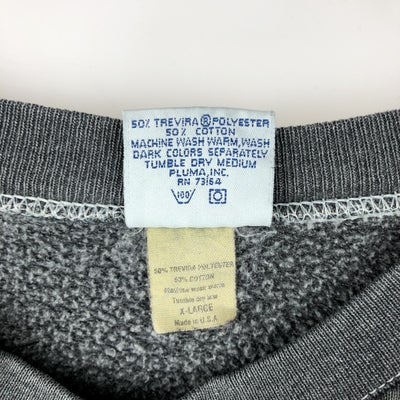 50% TREVIRA ® POLYESTER
50% COTTON
MACHINE WASH WARM, WASH
DARK COLORS SEPARATELY
TUMBLE DRY MEDIUM
PLUMA, INC.
RN 73164
100
50% TREVIRA POLYESTER
50% COTTON
Machine wash warm
Tumble dry low
X-LARGE
Made in U.S.A